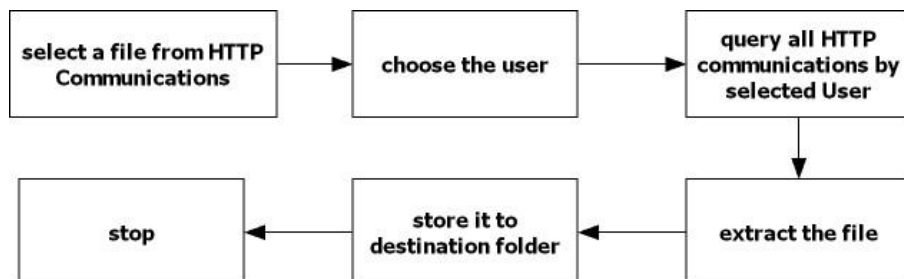 select a file from HTTP
Communications
choose the user
query all HTTP
communications by
selected User
extract the file
store it to
destination folder
stop